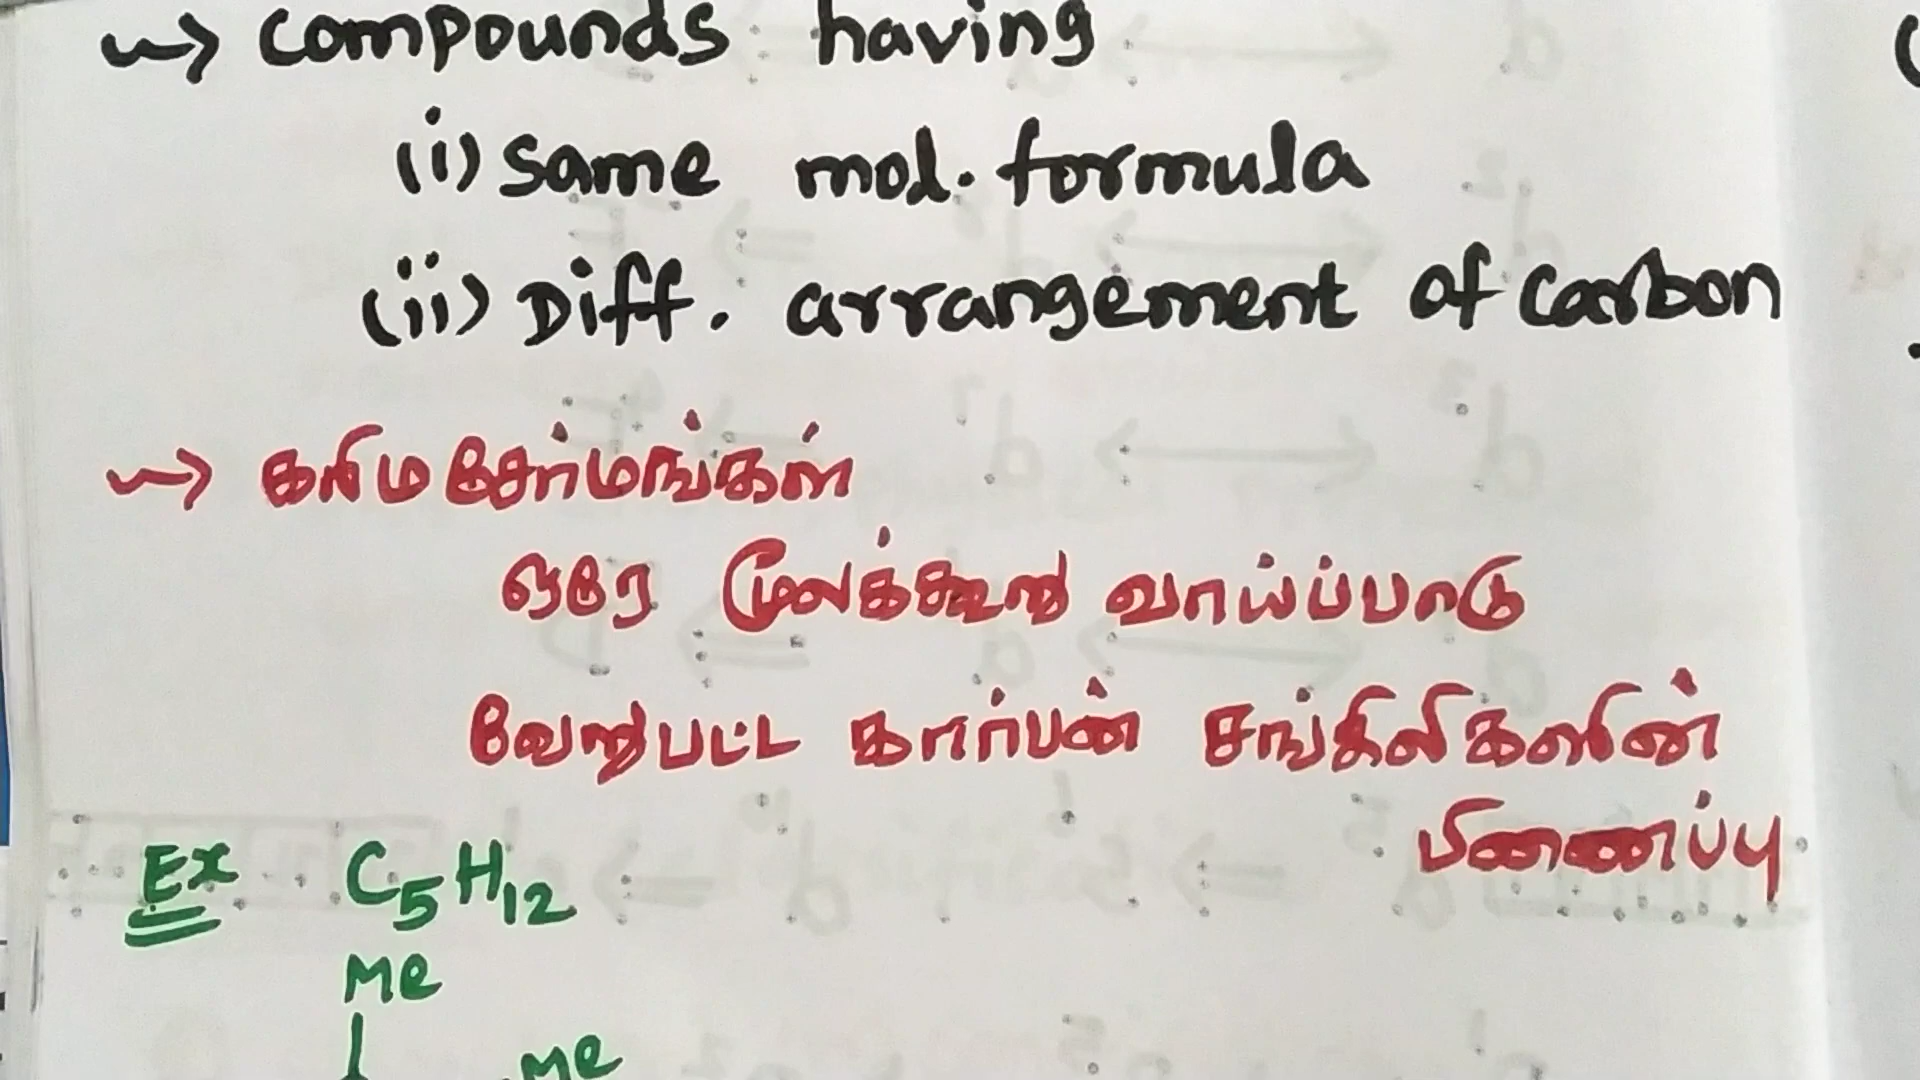 compounds having
(i) same mol. formula
(ii) Diff. arrangement of carbon
கரிம சேர்மங்கள்
ஒரே மூலக்கூறு வாய்ப்பாடு
வேறுபட்ட கார்பன் சங்கிலிகளின்
பிணைப்பு
Ex C₅H₁₂
Me
Me